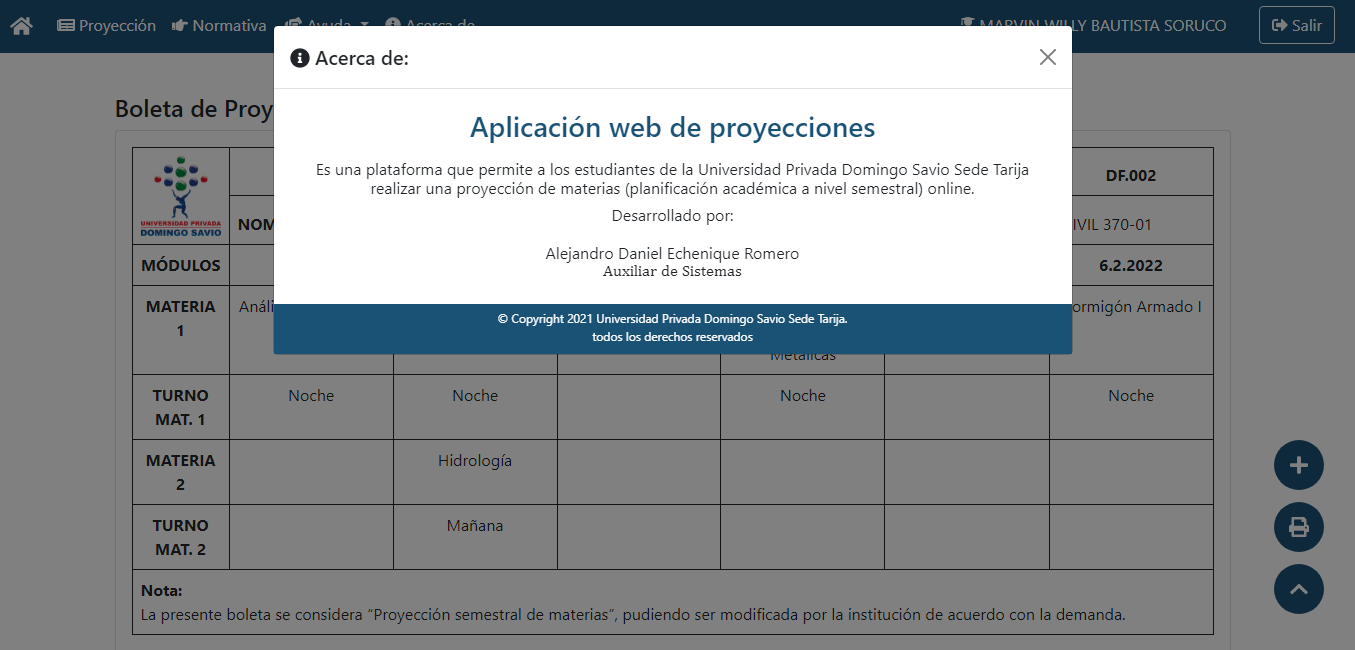 Proyección Normativa Ayuda Acerca de MARVIN WILLY BAUTISTA SORUCO Salir
Acerca de:
Aplicación web de proyecciones
Es una plataforma que permite a los estudiantes de la Universidad Privada Domingo Savio Sede Tarija
realizar una proyección de materias (planificación académica a nivel semestral) online.
Desarrollado por:
Alejandro Daniel Echenique Romero
Auxiliar de Sistemas
© Copyright 2021 Universidad Privada Domingo Savio Sede Tarija.
todos los derechos reservados
Boleta de Proy
UNIVERSIDAD PRIVADA
DOMINGO SAVIO
DF.002
NOM
IVIL 370-01
MÓDULOS 6.2.2022
MATERIA
1
Análi
ormigón Armado I
Metálicas
TURNO
MAT. 1
Noche Noche Noche Noche
MATERIA
2
Hidrología
TURNO
MAT. 2
Mañana
Nota:
La presente boleta se considera “Proyección semestral de materias”, pudiendo ser modificada por la institución de acuerdo con la demanda.